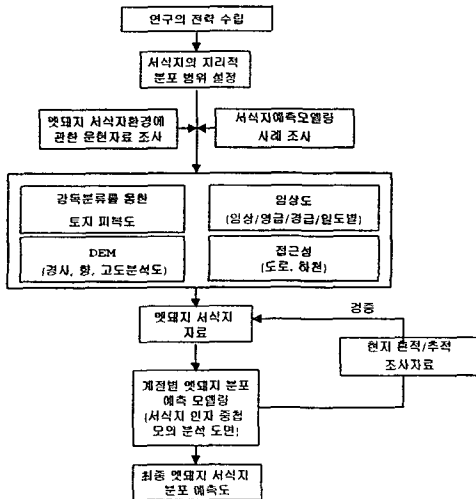 연구의 전략 수립
서식지의 지리적
분포 범위 설정
멧돼지 서식지환경에
관한 문헌자료 조사
서식지예측모델링
사례 조사
감독분류를 통한
토지 피복도
임상도
(임상/영급/경급/밀도별)
DEM
(경사, 향, 고도분석도)
접근성
(도로, 하천)
멧돼지 서식지
자료
검증
현지 흔적/추적
조사자료
계절별 멧돼지 분포
예측 모델링
(서식지 인자 중첩
모의 분석 도면)
최종 멧돼지 서식지
분포 예측도